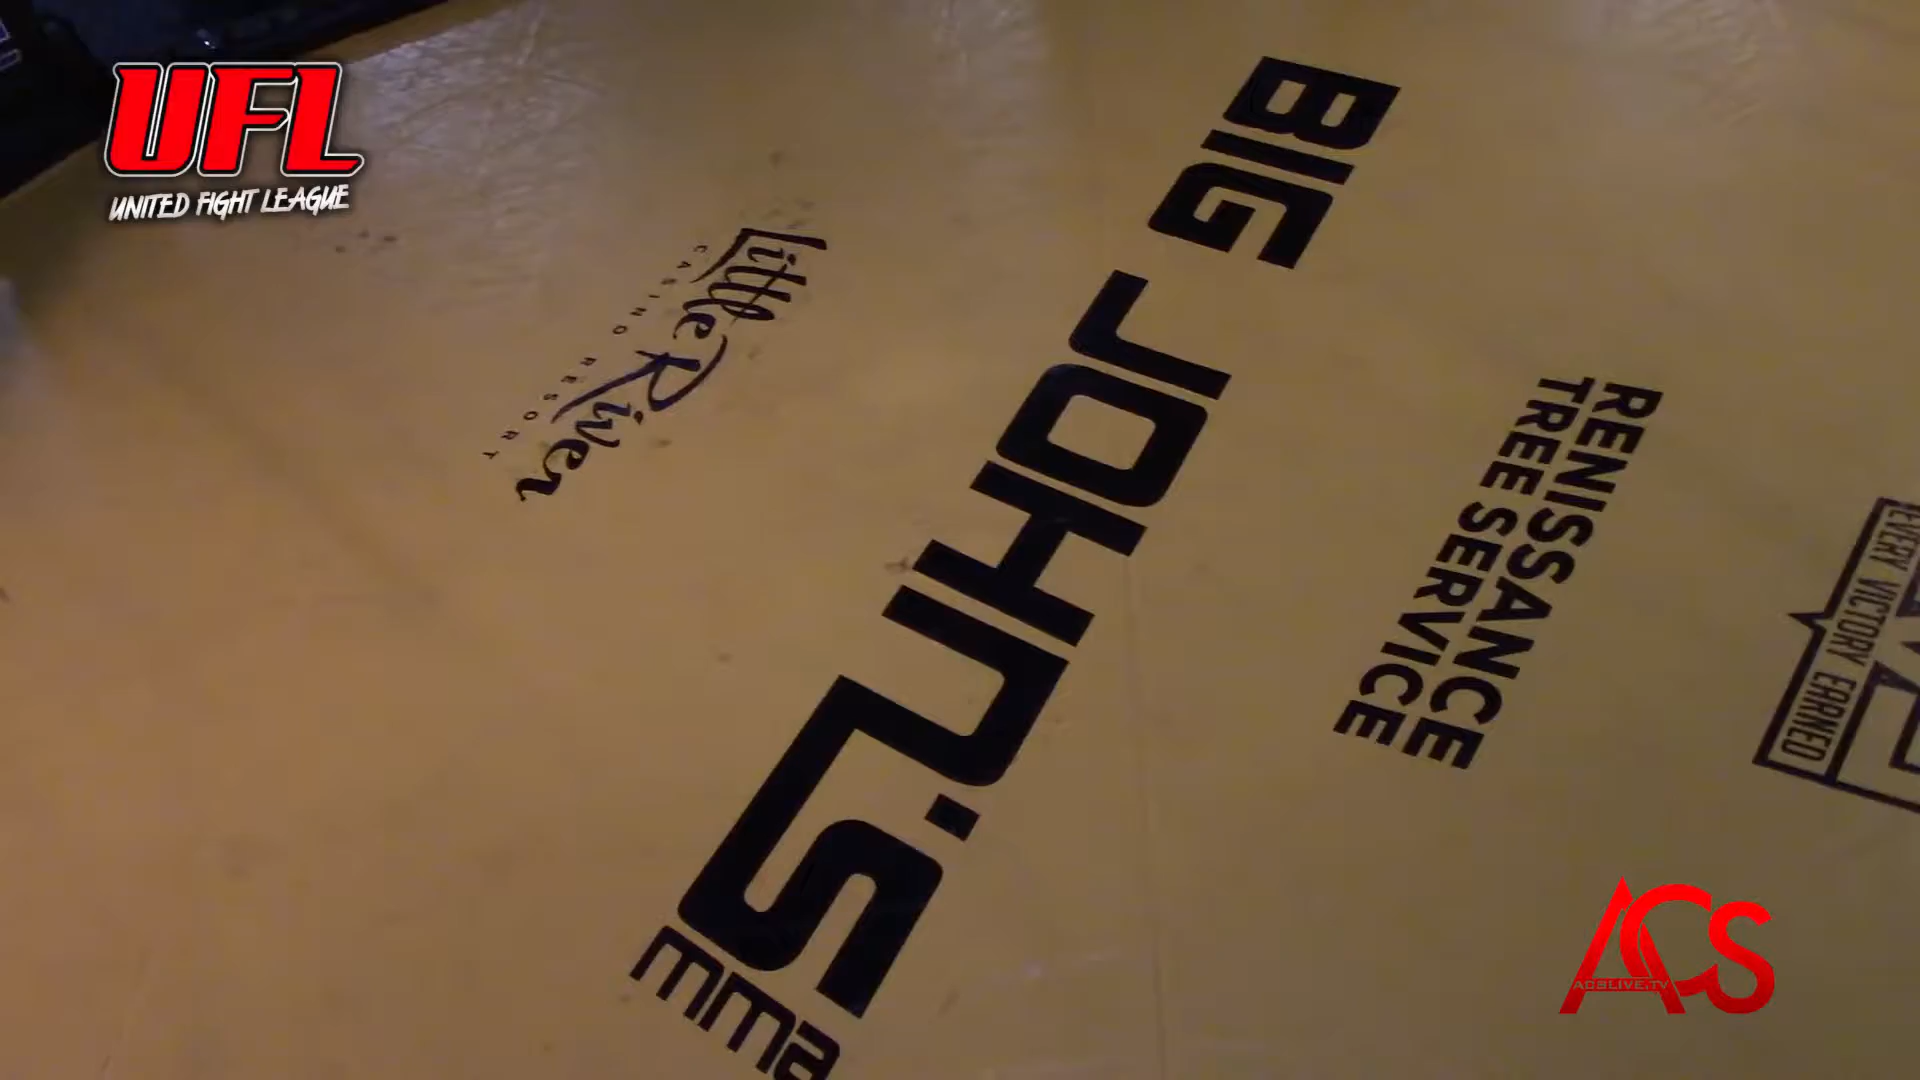 UFL
UNITED FIGHT LEAGUE
Little River
CASINO RESORT
BIG JOHN'S
mma
RENISSANCE
TREE SERVICE
EVERY VICTORY EARNED
ACS
ACSLIVE.TV